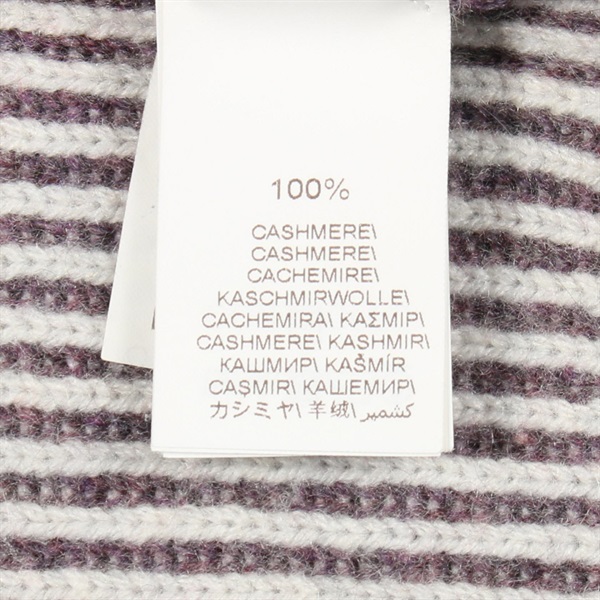 100%
CASHMERE\
CASHMERE\
CACHEMIRE\
KASCHMIRWOLLE\
CACHEMIRA\ ΚΑΣΜΙΡ\
CASHMERE\ KASHMIR\
КАШМИР\ KAŠMÍR
CAŞMIR\ КАШЕМИР\
カシミヤ\ 羊绒\ كشمير